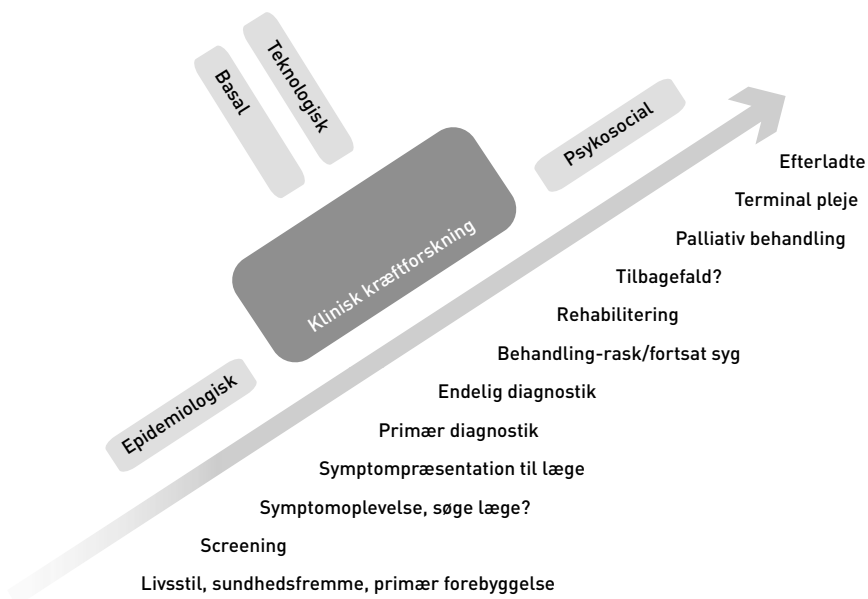 Teknologisk
Basal
Psykosocial
Klinisk kræftforskning
Epidemiologisk
Efterladte
Terminal pleje
Palliativ behandling
Tilbagefald?
Rehabilitering
Behandling-rask/fortsat syg
Endelig diagnostik
Primær diagnostik
Symptompræsentation til læge
Symptomoplevelse, søge læge?
Screening
Livsstil, sundhedsfremme, primær forebyggelse